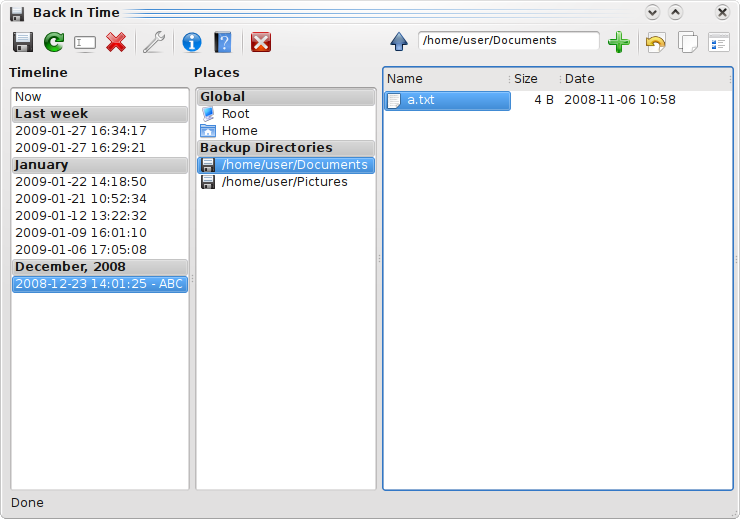 Back In Time
/home/user/Documents
Timeline
Now
Last week
2009-01-27 16:34:17
2009-01-27 16:29:21
January
2009-01-22 14:18:50
2009-01-21 10:52:34
2009-01-12 13:22:32
2009-01-09 16:01:10
2009-01-06 17:05:08
December, 2008
2008-12-23 14:01:25 - ABC
Places
Global
Root
Home
Backup Directories
/home/user/Documents
/home/user/Pictures
Name Size Date
a.txt 4 B 2008-11-06 10:58
Done